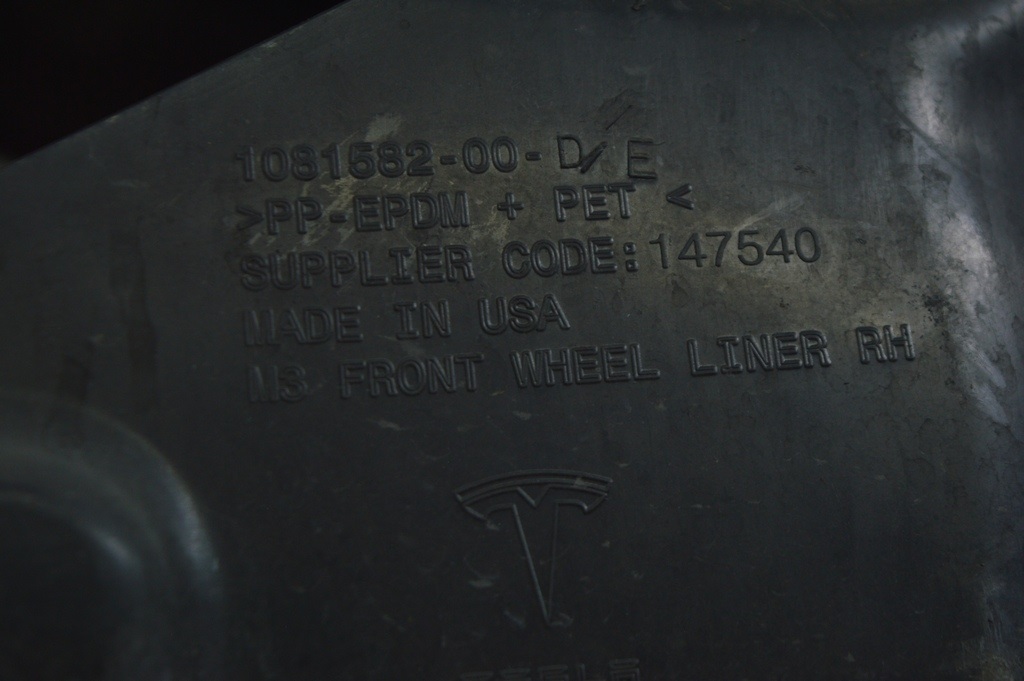 1081582-00-D/ E
>PP-EPDM + PET <
SUPPLIER CODE: 147540
MADE IN USA
M3 FRONT WHEEL LINER RH